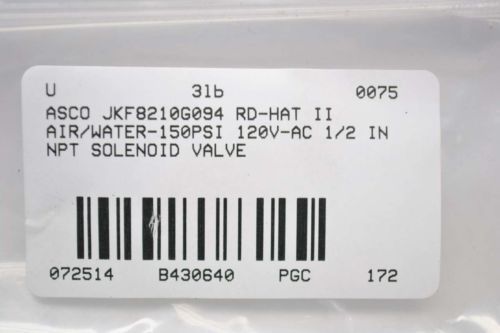 U 3lb 0075
ASCO JKF8210G094 RD-HAT II
AIR/WATER-150PSI 120V-AC 1/2 IN
NPT SOLENOID VALVE
072514 B430640 PGC 172